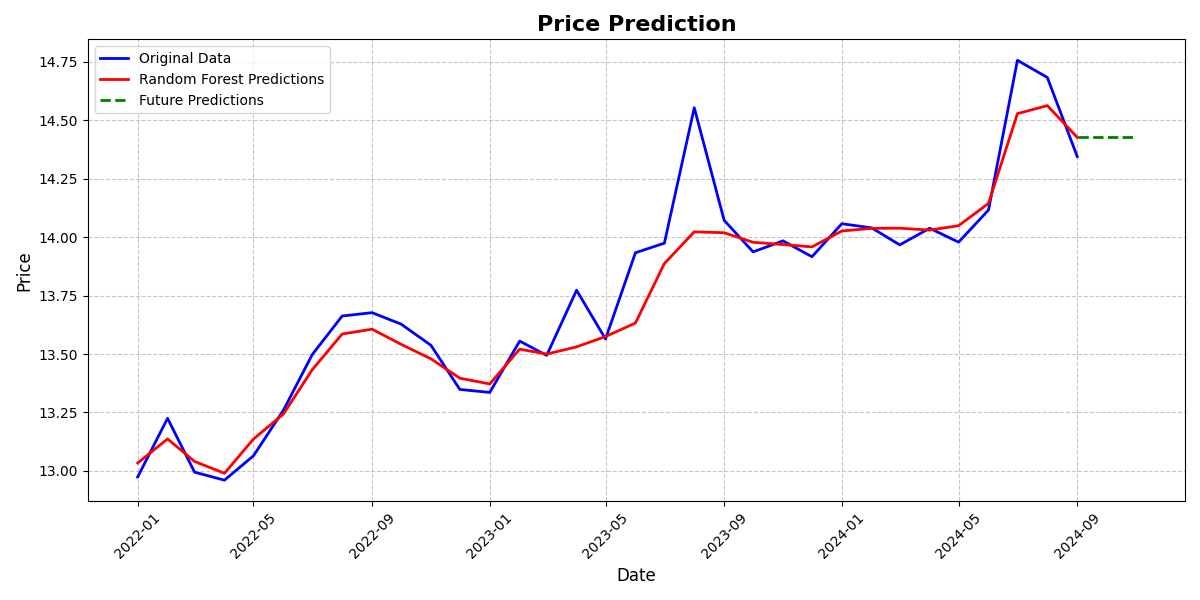 Price Prediction
Original Data
Random Forest Predictions
Future Predictions
Price
14.75
14.50
14.25
14.00
13.75
13.50
13.25
13.00
2022-01
2022-05
2022-09
2023-01
2023-05
2023-09
2024-01
2024-05
2024-09
Date